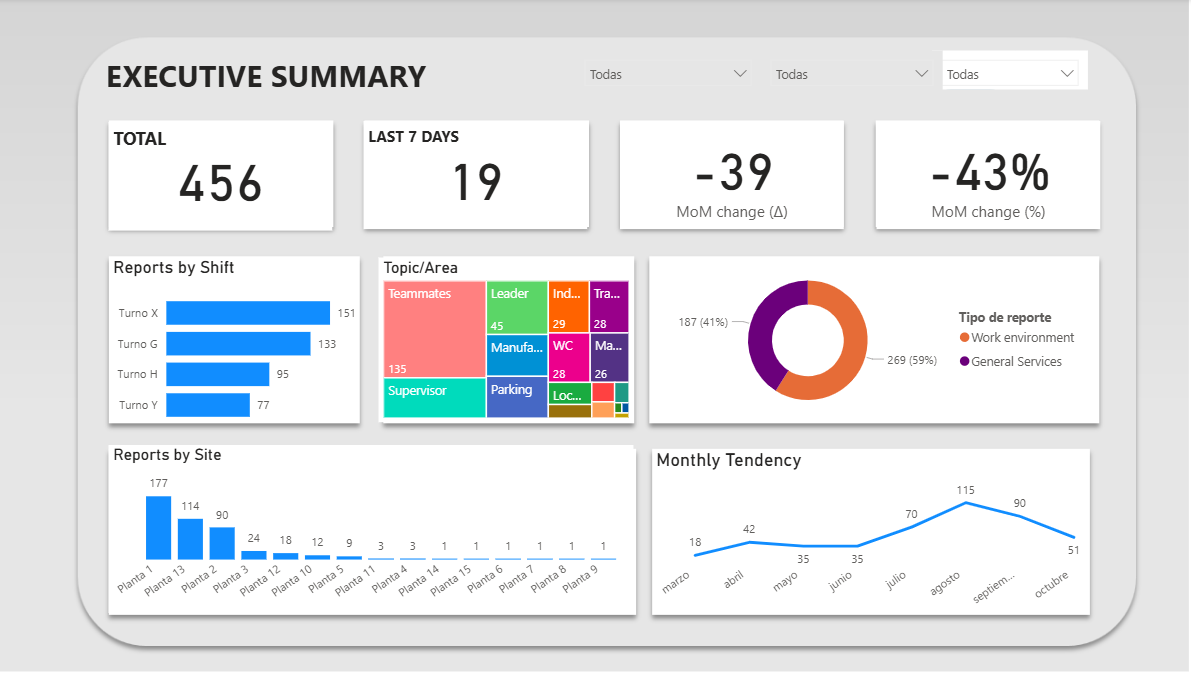 EXECUTIVE SUMMARY
Todas
Todas
Todas
TOTAL
456
LAST 7 DAYS
19
-39
MoM change (Δ)
-43%
MoM change (%)
Reports by Shift
Turno X 151
Turno G 133
Turno H 95
Turno Y 77
Topic/Area
Teammates
135
Supervisor
Leader
45
Manufa...
Parking
Ind...
29
Tra...
28
WC
28
Ma...
26
Loc...
187 (41%)
269 (59%)
Tipo de reporte
Work environment
General Services
Reports by Site
177 114 90 24 18 12 9 3 3 1 1 1 1 1 1
Planta 1 Planta 13 Planta 2 Planta 3 Planta 12 Planta 10 Planta 5 Planta 11 Planta 4 Planta 14 Planta 15 Planta 6 Planta 7 Planta 8 Planta 9
Monthly Tendency
18 42 35 35 70 115 90 51
marzo abril mayo junio julio agosto septiem... octubre